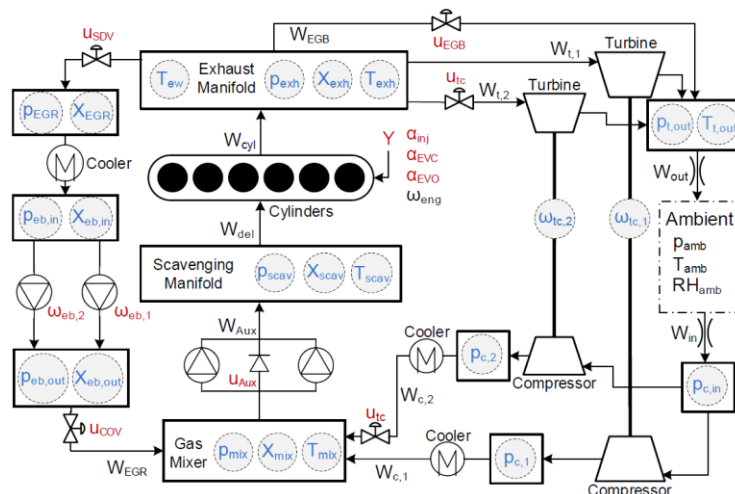 W_EGB
u_SDV
u_EGB
W_t,1
Turbine
T_ew
Exhaust
Manifold
p_exh
X_exh
T_exh
u_tc
W_t,2
Turbine
p_EGR
X_EGR
p_t,out
T_t,out
W_cyl
Cooler
Y
α_inj
α_EVC
α_EVO
ω_eng
W_out
Cylinders
p_eb,in
X_eb,in
W_del
ω_tc,2
ω_tc,1
Ambient
p_amb
T_amb
RH_amb
Scavenging
Manifold
p_scav
X_scav
T_scav
ω_eb,2
ω_eb,1
W_Aux
W_in
Cooler
p_c,2
Compressor
p_eb,out
X_eb,out
u_Aux
W_c,2
p_c,in
u_COV
u_tc
Gas
Mixer
p_mix
X_mix
T_mix
Cooler
p_c,1
W_EGR
W_c,1
Compressor